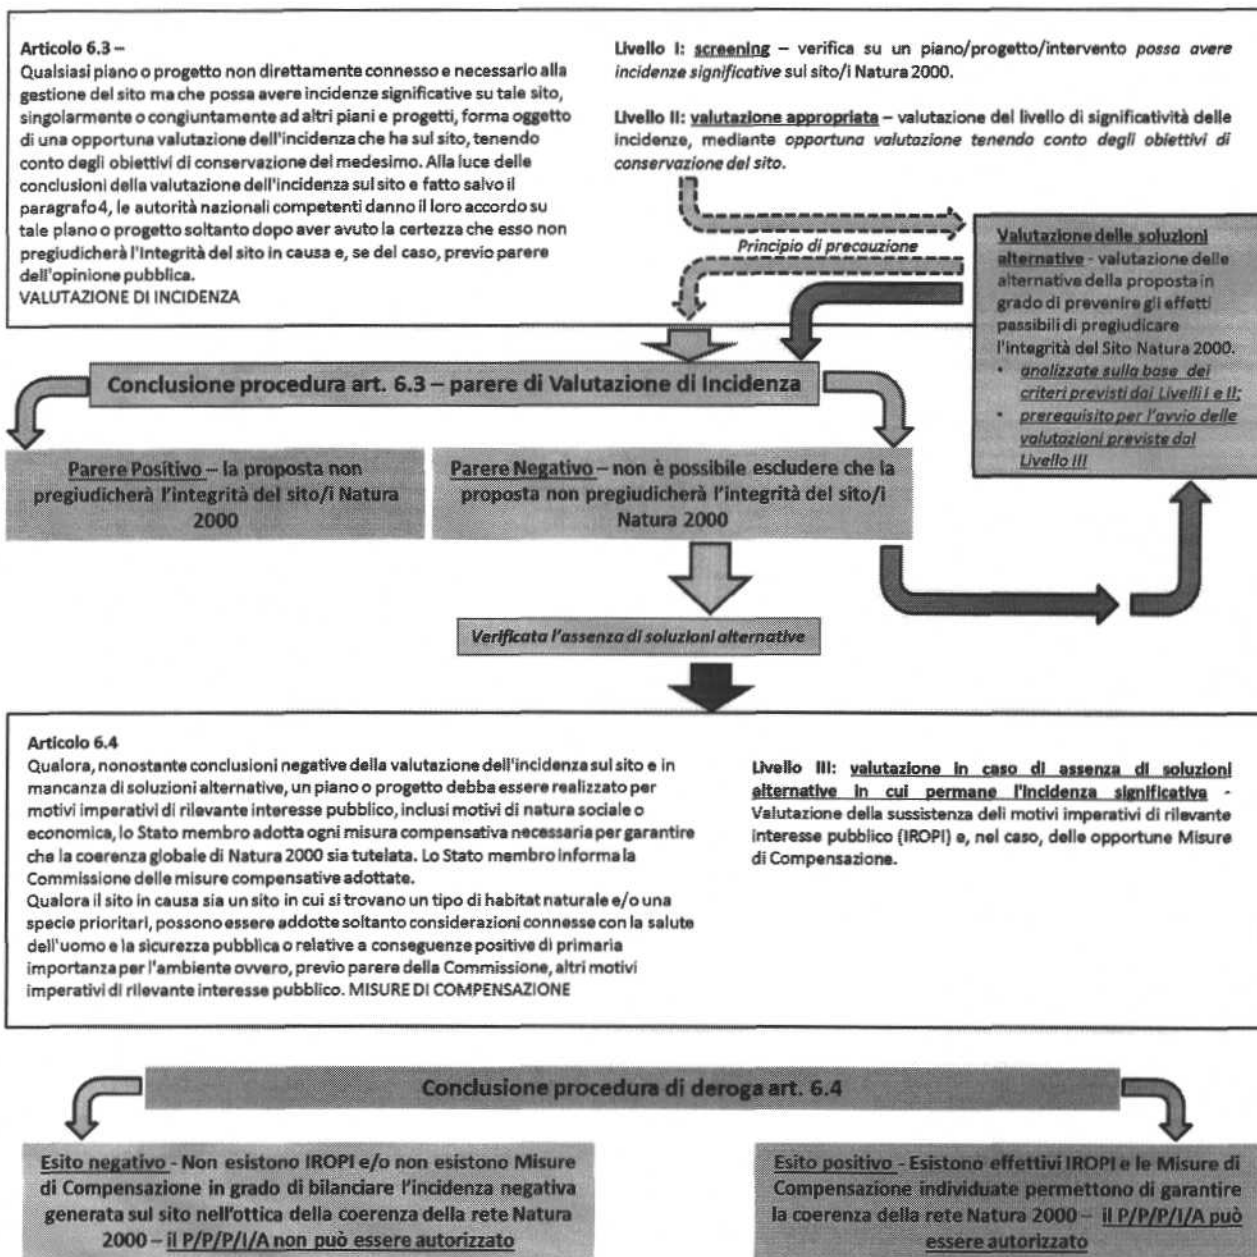 Articolo 6.3 –
Qualsiasi piano o progetto non direttamente connesso e necessario alla
gestione del sito ma che possa avere incidenze significative su tale sito,
singolarmente o congiuntamente ad altri piani e progetti, forma oggetto
di una opportuna valutazione dell'incidenza che ha sul sito, tenendo
conto degli obiettivi di conservazione del medesimo. Alla luce delle
conclusioni della valutazione dell'incidenza sul sito e fatto salvo il
paragrafo 4, le autorità nazionali competenti danno il loro accordo su
tale piano o progetto soltanto dopo aver avuto la certezza che esso non
pregiudicherà l'integrità del sito in causa e, se del caso, previo parere
dell'opinione pubblica.
VALUTAZIONE DI INCIDENZA
Livello I: screening – verifica su un piano/progetto/intervento possa avere
incidenze significative sul sito/i Natura 2000.
Livello II: valutazione appropriata – valutazione del livello di significatività delle
incidenze, mediante opportuna valutazione tenendo conto degli obiettivi di
conservazione del sito.
Principio di precauzione
Valutazione delle soluzioni
alternative - valutazione delle
alternative della proposta in
grado di prevenire gli effetti
passibili di pregiudicare
l'integrità del Sito Natura 2000.
• analizzate sulla base dei
criteri previsti dai Livelli I e II;
• prerequisito per l'avvio delle
valutazioni previste dal
Livello III
Conclusione procedura art. 6.3 – parere di Valutazione di Incidenza
Parere Positivo – la proposta non
pregiudicherà l'integrità del sito/i Natura
2000
Parere Negativo – non è possibile escludere che la
proposta non pregiudicherà l'integrità del sito/i
Natura 2000
Verificata l'assenza di soluzioni alternative
Articolo 6.4
Qualora, nonostante conclusioni negative della valutazione dell'incidenza sul sito e in
mancanza di soluzioni alternative, un piano o progetto debba essere realizzato per
motivi imperativi di rilevante interesse pubblico, inclusi motivi di natura sociale o
economica, lo Stato membro adotta ogni misura compensativa necessaria per garantire
che la coerenza globale di Natura 2000 sia tutelata. Lo Stato membro informa la
Commissione delle misure compensative adottate.
Qualora il sito in causa sia un sito in cui si trovano un tipo di habitat naturale e/o una
specie prioritari, possono essere addotte soltanto considerazioni connesse con la salute
dell'uomo e la sicurezza pubblica o relative a conseguenze positive di primaria
importanza per l'ambiente ovvero, previo parere della Commissione, altri motivi
imperativi di rilevante interesse pubblico. MISURE DI COMPENSAZIONE
Livello III: valutazione in caso di assenza di soluzioni
alternative in cui permane l'incidenza significativa -
Valutazione della sussistenza deli motivi imperativi di rilevante
interesse pubblico (IROPI) e, nel caso, delle opportune Misure
di Compensazione.
Conclusione procedura di deroga art. 6.4
Esito negativo - Non esistono IROPI e/o non esistono Misure
di Compensazione in grado di bilanciare l'incidenza negativa
generata sul sito nell'ottica della coerenza della rete Natura
2000 – il P/P/P/I/A non può essere autorizzato
Esito positivo - Esistono effettivi IROPI e le Misure di
Compensazione individuate permettono di garantire
la coerenza della rete Natura 2000 – il P/P/P/I/A può
essere autorizzato